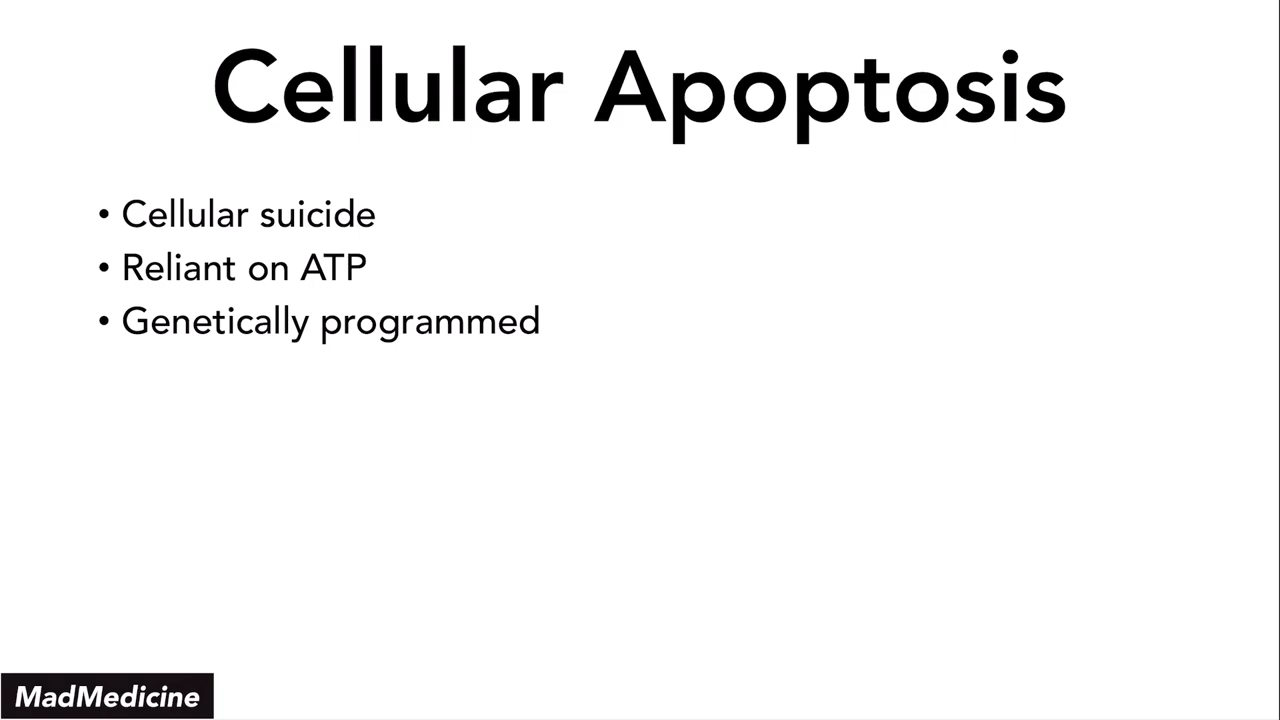 Cellular Apoptosis
• Cellular suicide
• Reliant on ATP
• Genetically programmed
MadMedicine